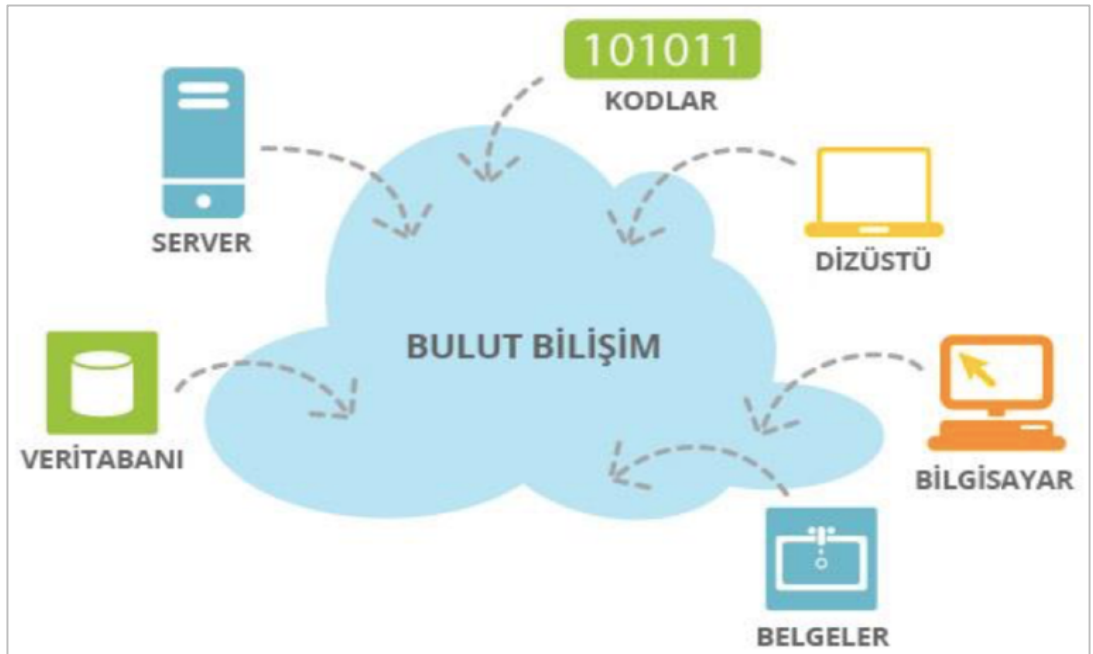 101011
KODLAR
SERVER
DİZÜSTÜ
BULUT BİLİŞİM
VERİTABANI
BİLGİSAYAR
BELGELER